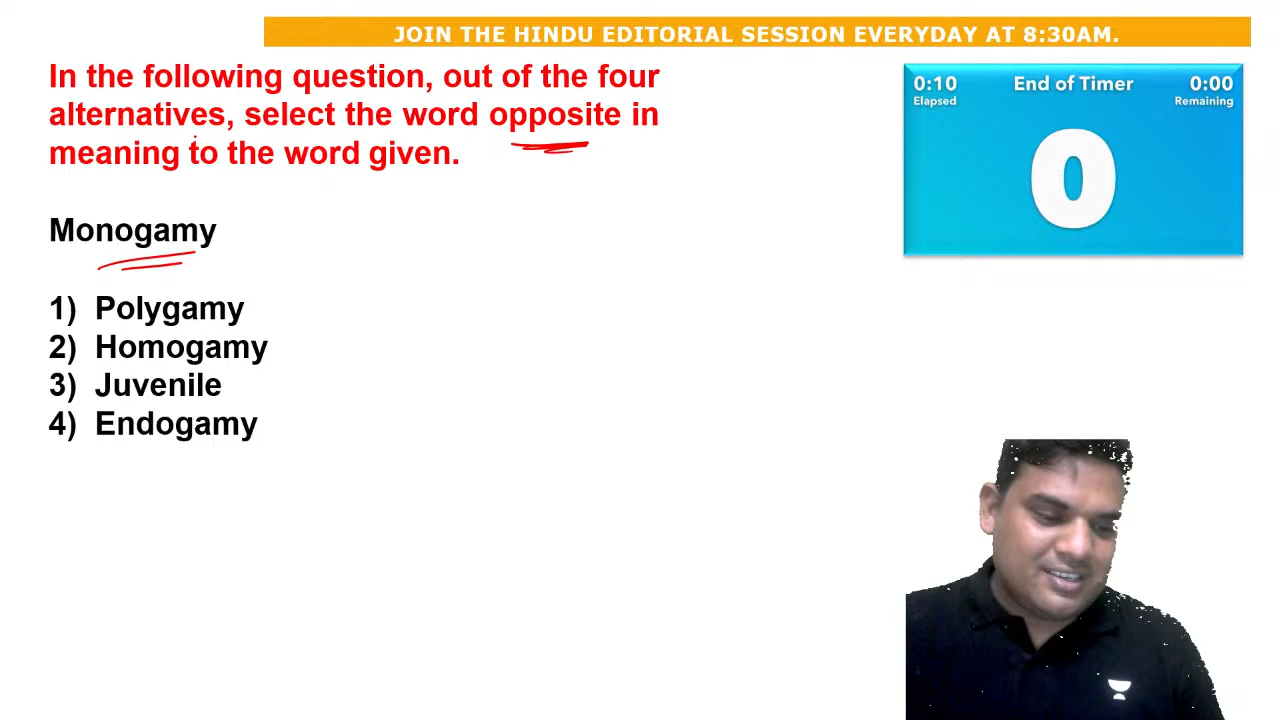 JOIN THE HINDU EDITORIAL SESSION EVERYDAY AT 8:30AM.
In the following question, out of the four
alternatives, select the word opposite in
meaning to the word given.
0:10 End of Timer 0:00
Elapsed Remaining
0
Monogamy
1) Polygamy
2) Homogamy
3) Juvenile
4) Endogamy